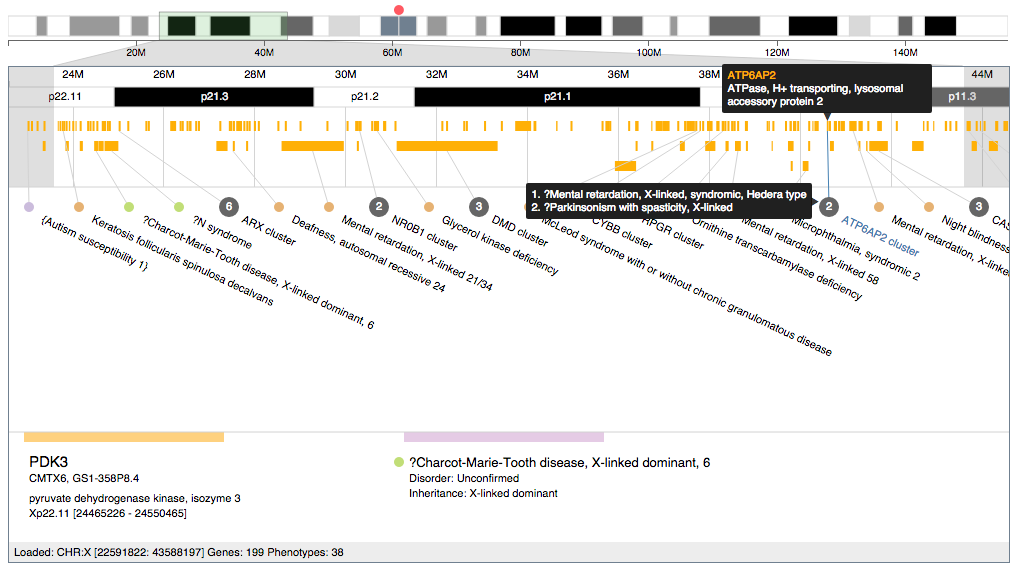 20M 40M 60M 80M 100M 120M 140M
24M 26M 28M 30M 32M 34M 36M 38M 44M
p22.11 p21.3 p21.2 p21.1 p11.3
ATP6AP2
ATPase, H+ transporting, lysosomal
accessory protein 2
1. ?Mental retardation, X-linked, syndromic, Hedera type
2. ?Parkinsonism with spasticity, X-linked
6 2 3 2 3
{Autism susceptibility 1}
Keratosis follicularis spinulosa decalvans
?Charcot-Marie-Tooth disease, X-linked dominant, 6
?N syndrome
ARX cluster
Deafness, autosomal recessive 24
Mental retardation, X-linked 21/34
NR0B1 cluster
Glycerol kinase deficiency
DMD cluster
McLeod syndrome with or without chronic granulomatous disease
CYBB cluster
RPGR cluster
Ornithine transcarbamylase deficiency
Mental retardation, X-linked 58
Microphthalmia, syndromic 2
ATP6AP2 cluster
Mental retardation, X-linked
Night blindness
PDK3
CMTX6, GS1-358P8.4
pyruvate dehydrogenase kinase, isozyme 3
Xp22.11 [24465226 - 24550465]
?Charcot-Marie-Tooth disease, X-linked dominant, 6
Disorder: Unconfirmed
Inheritance: X-linked dominant
Loaded: CHR:X [22591822: 43588197] Genes: 199 Phenotypes: 38